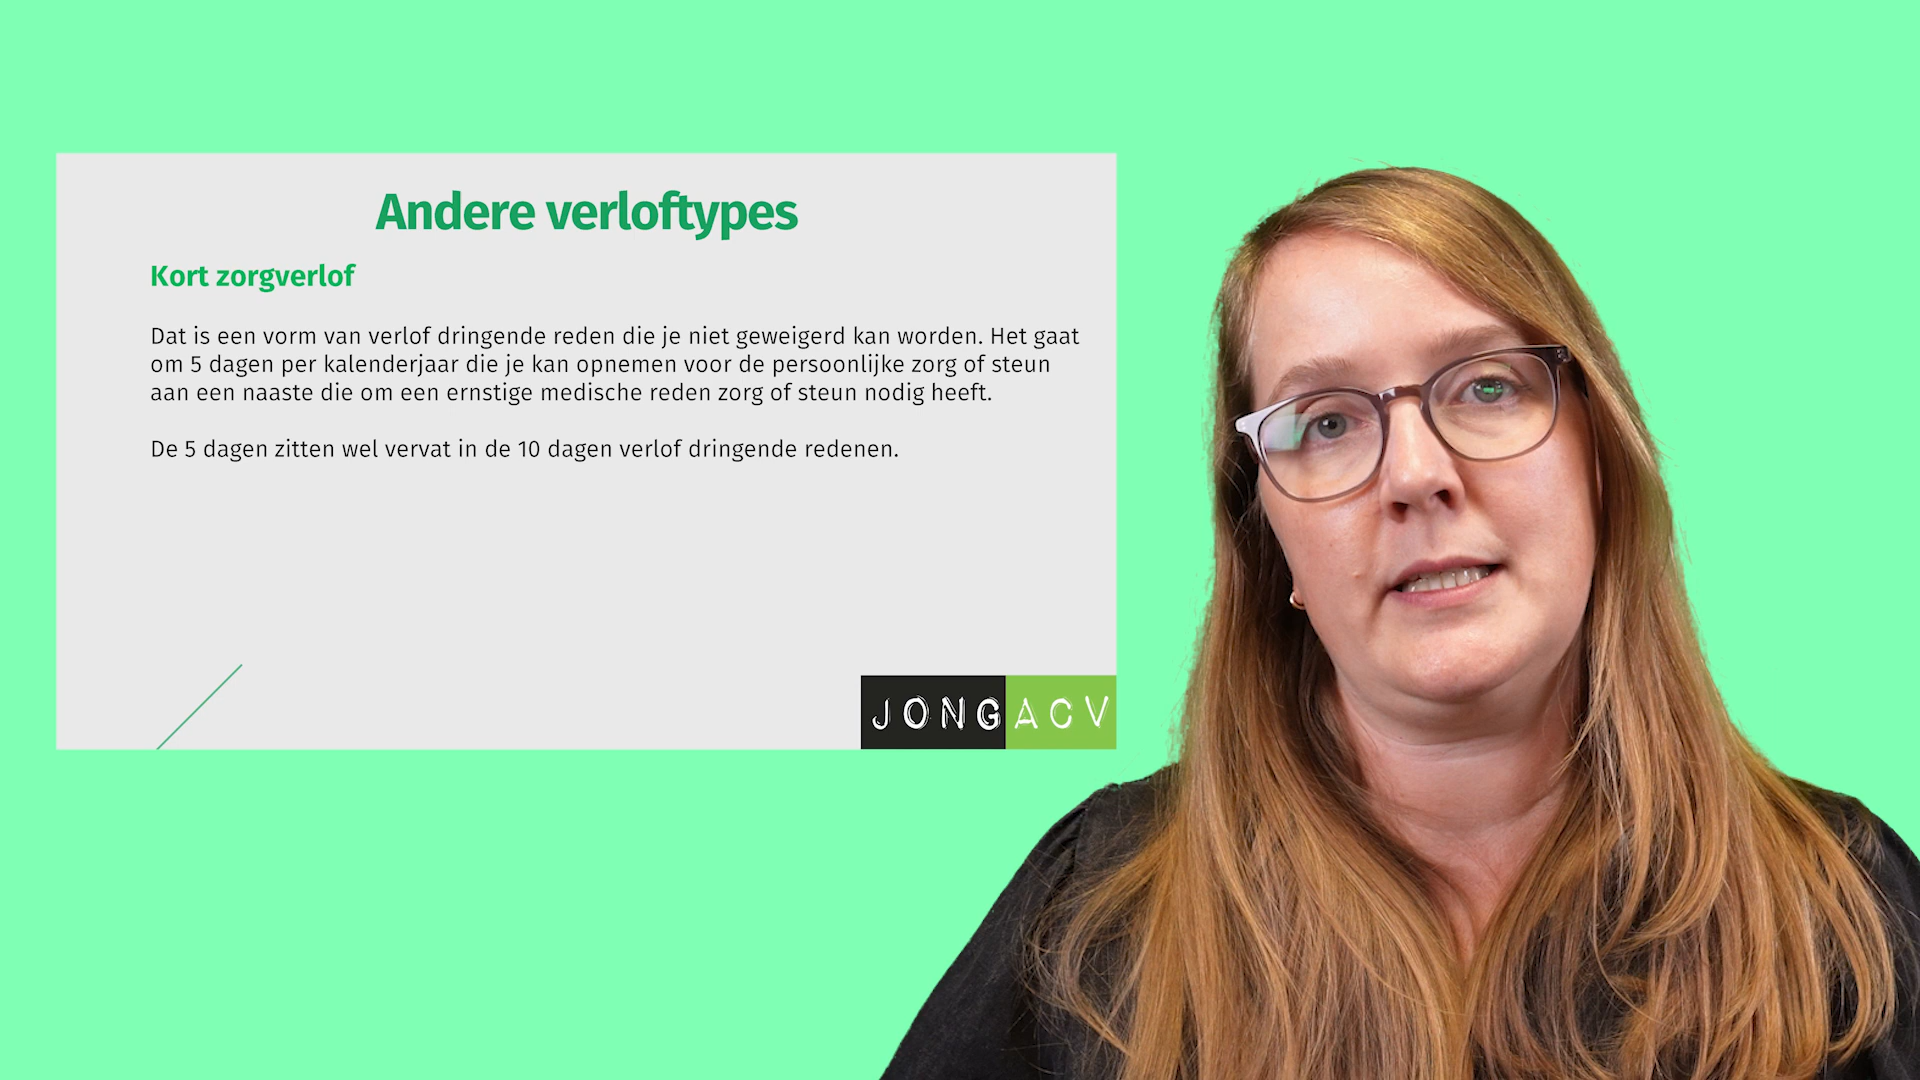 Andere verloftypes
Kort zorgverlof
Dat is een vorm van verlof dringende reden die je niet geweigerd kan worden. Het gaat
om 5 dagen per kalenderjaar die je kan opnemen voor de persoonlijke zorg of steun
aan een naaste die om een ernstige medische reden zorg of steun nodig heeft.
De 5 dagen zitten wel vervat in de 10 dagen verlof dringende redenen.
JONGACV